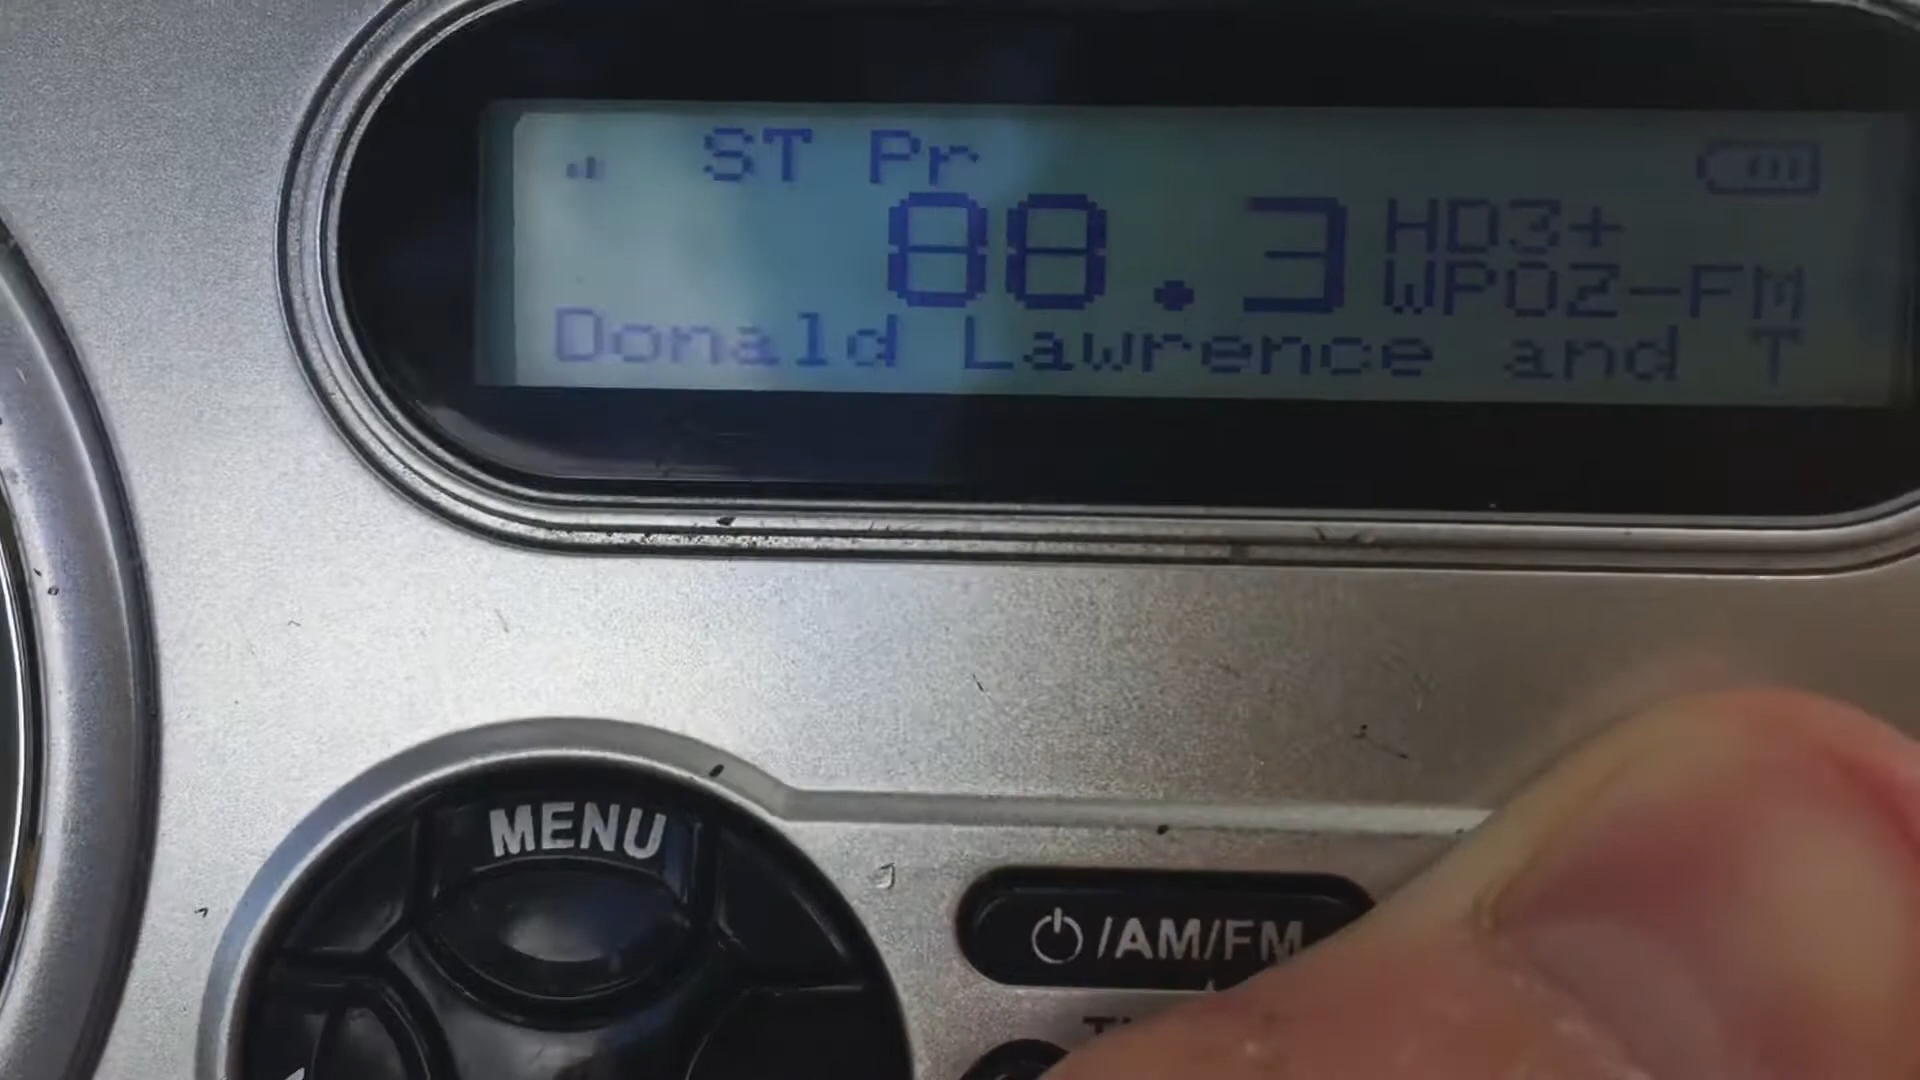 ST Pr
88.3 HD3+
WPOZ-FM
Donald Lawrence and T
MENU
/AM/FM